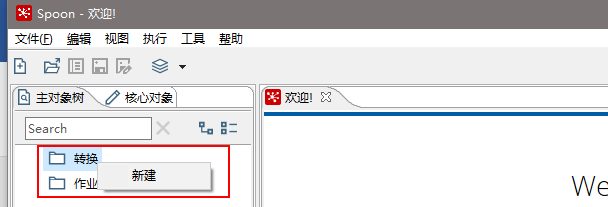 Spoon - 欢迎!
文件(F) 编辑 视图 执行 工具 帮助
主对象树 核心对象 欢迎!
Search
转换
新建
作业
We